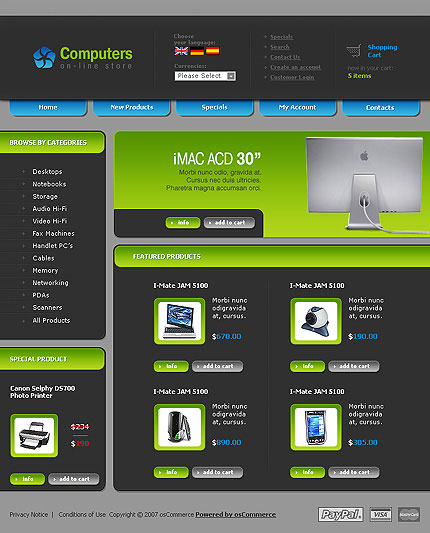 Computers
on-line store
Choose
your language:
Currencies:
Please Select
Specials
Search
Contact Us
Create an account
Customer Login
Shopping
Cart
now in your cart:
5 items
Home
New Products
Specials
My Account
Contacts
BROWSE BY CATEGORIES
Desktops
Notebooks
Storage
Audio Hi-Fi
Video Hi-Fi
Fax Machines
Handlet PC's
Cables
Memory
Networking
PDAs
Scanners
All Products
iMAC ACD 30"
Morbi nunc odio, gravida at.
Cursus nec duis ultricies.
Pharetra magna accumsan orci.
info
add to cart
FEATURED PRODUCTS
I-Mate JAM 5100
Morbi nunc
odigravida
at, cursus.
$670.00
info
add to cart
I-Mate JAM 5100
Morbi nunc
odigravida
at, cursus.
$190.00
info
add to cart
I-Mate JAM 5100
Morbi nunc
odigravida
at, cursus.
$890.00
info
add to cart
I-Mate JAM 5100
Morbi nunc
odigravida
at, cursus.
$305.00
info
add to cart
SPECIAL PRODUCT
Canon Selphy DS700
Photo Printer
$234
$190
info
add to cart
Privacy Notice | Conditions of Use Copyright © 2007 osCommerce Powered by osCommerce
PayPal
VISA
MasterCard